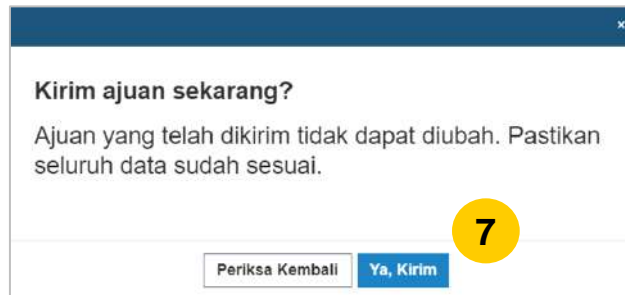 ×
Kirim ajuan sekarang?
Ajuan yang telah dikirim tidak dapat diubah. Pastikan
seluruh data sudah sesuai.
7
Periksa Kembali Ya, Kirim